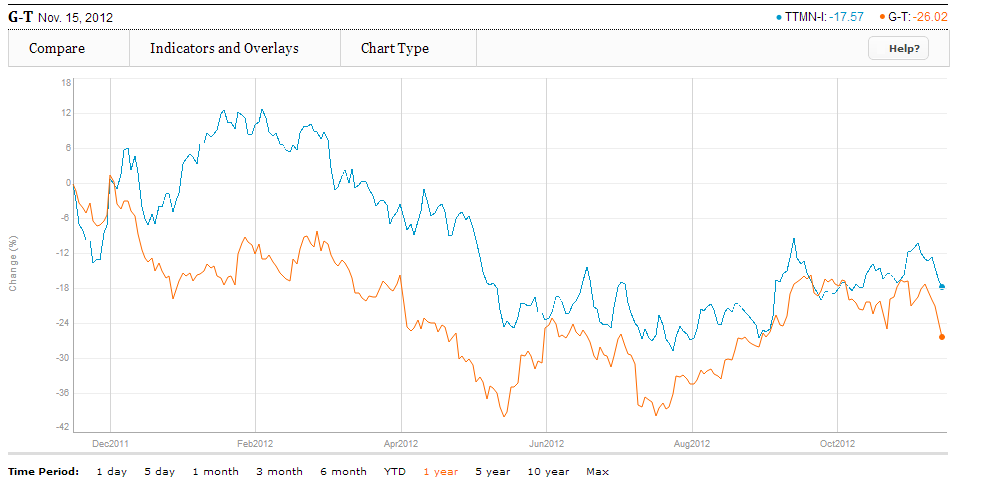 G-T Nov. 15, 2012 TTMN-I: -17.57 G-T: -26.02
Compare Indicators and Overlays Chart Type Help?
18
12
6
0
-6
-12
-18
-24
-30
-36
-42
Change (%)
Dec2011 Feb2012 Apr2012 Jun2012 Aug2012 Oct2012
Time Period: 1 day 5 day 1 month 3 month 6 month YTD 1 year 5 year 10 year Max